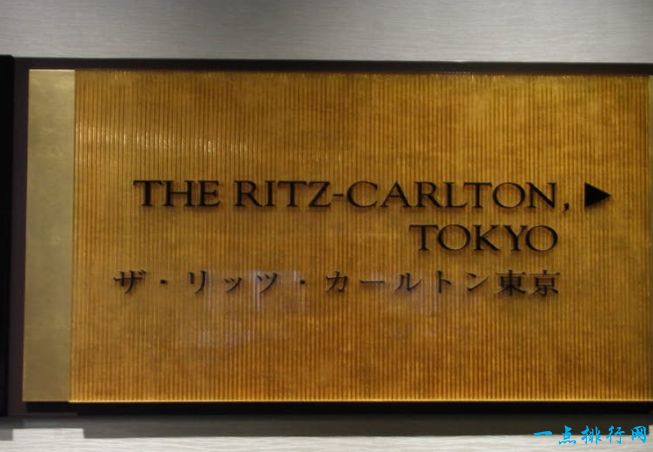 THE RITZ-CARLTON, ▶
TOKYO
ザ・リッツ・カールトン東京
一点排行网